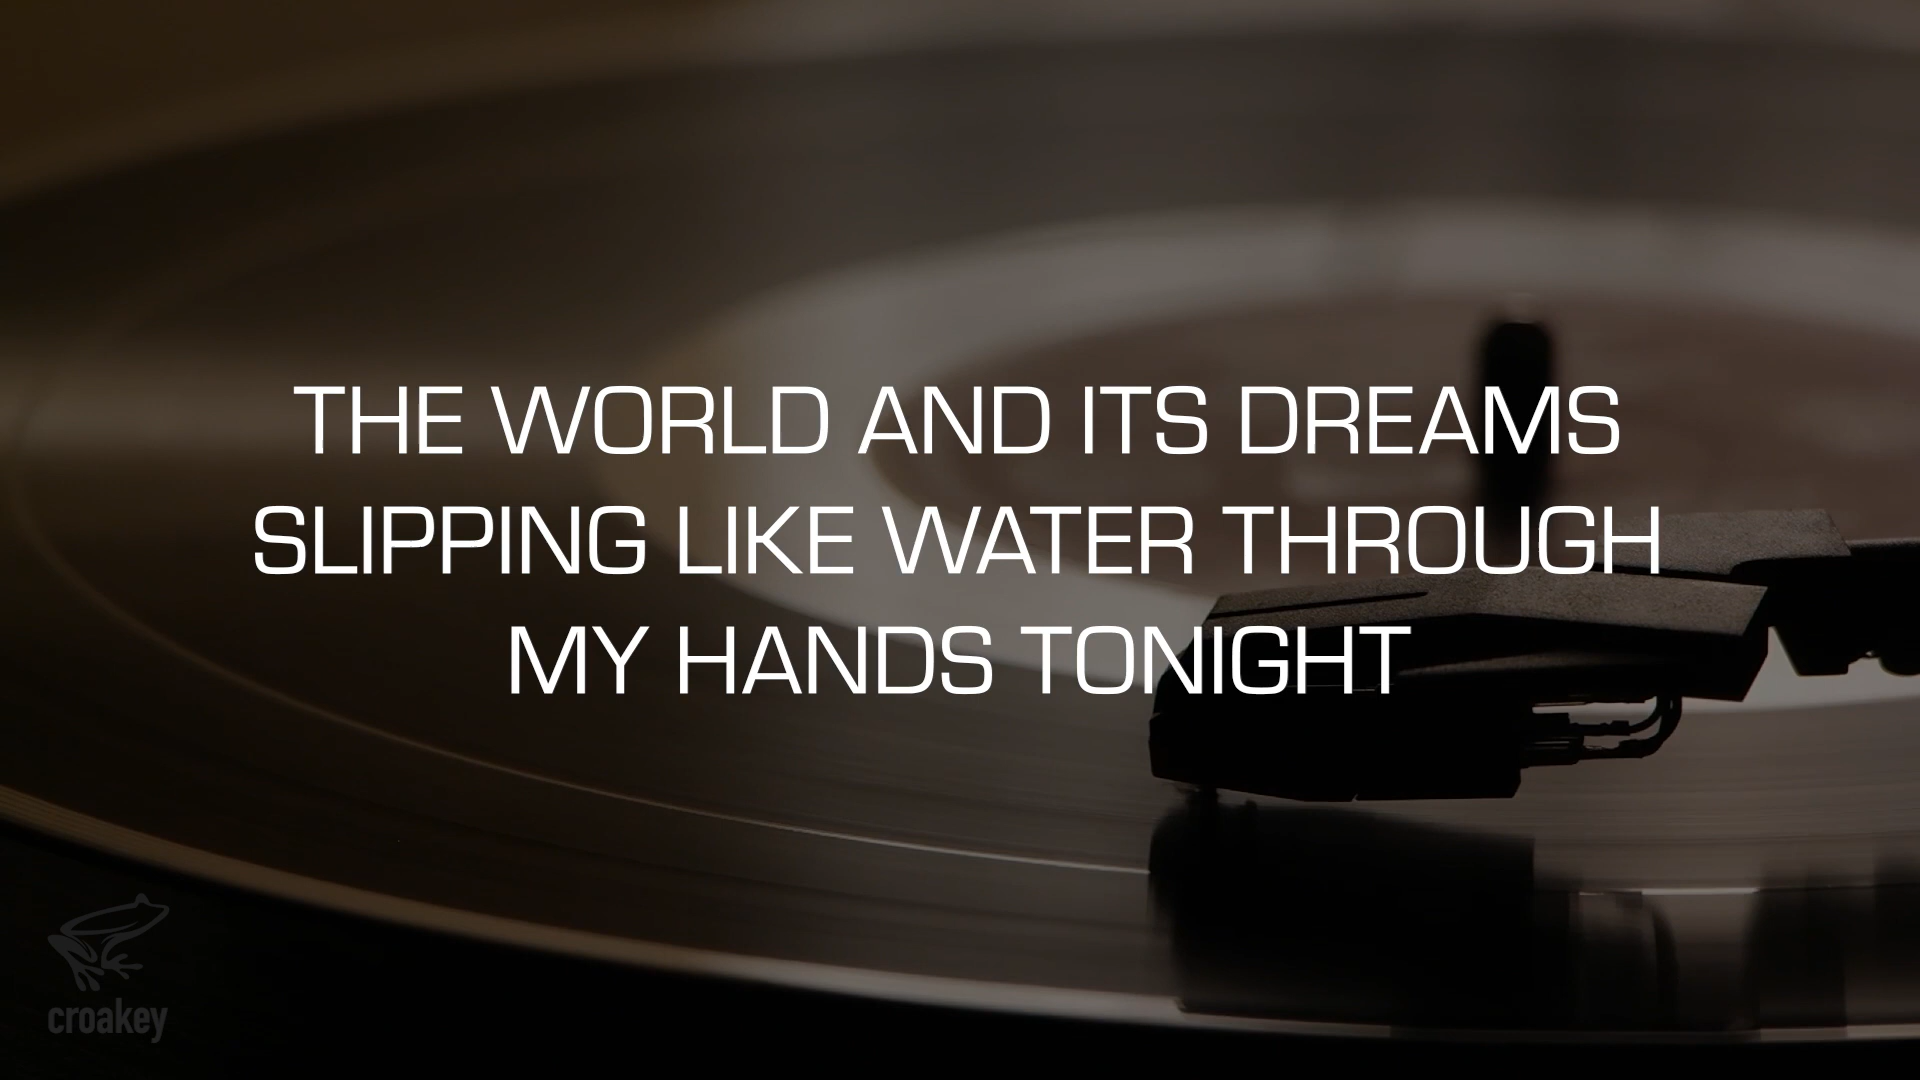 THE WORLD AND ITS DREAMS
SLIPPING LIKE WATER THROUGH
MY HANDS TONIGHT
croakey